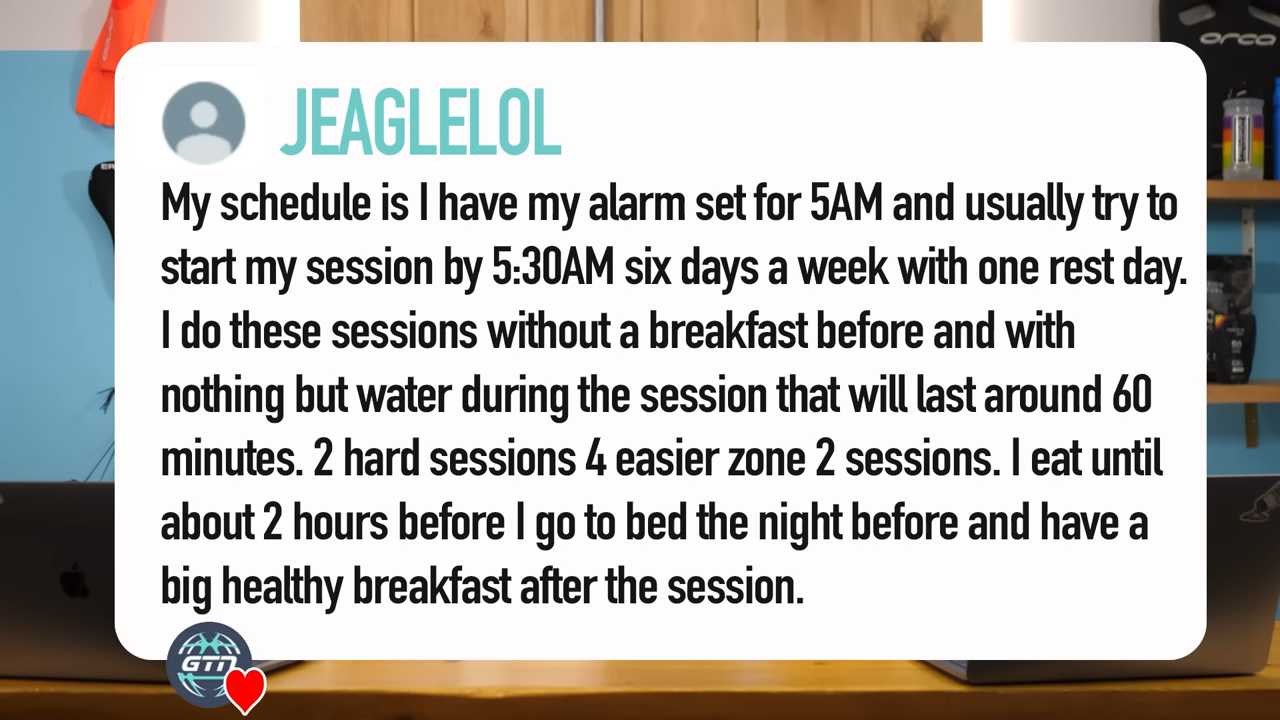 JEAGLELOL
My schedule is I have my alarm set for 5AM and usually try to
start my session by 5:30AM six days a week with one rest day.
I do these sessions without a breakfast before and with
nothing but water during the session that will last around 60
minutes. 2 hard sessions 4 easier zone 2 sessions. I eat until
about 2 hours before I go to bed the night before and have a
big healthy breakfast after the session.
GTN
orca